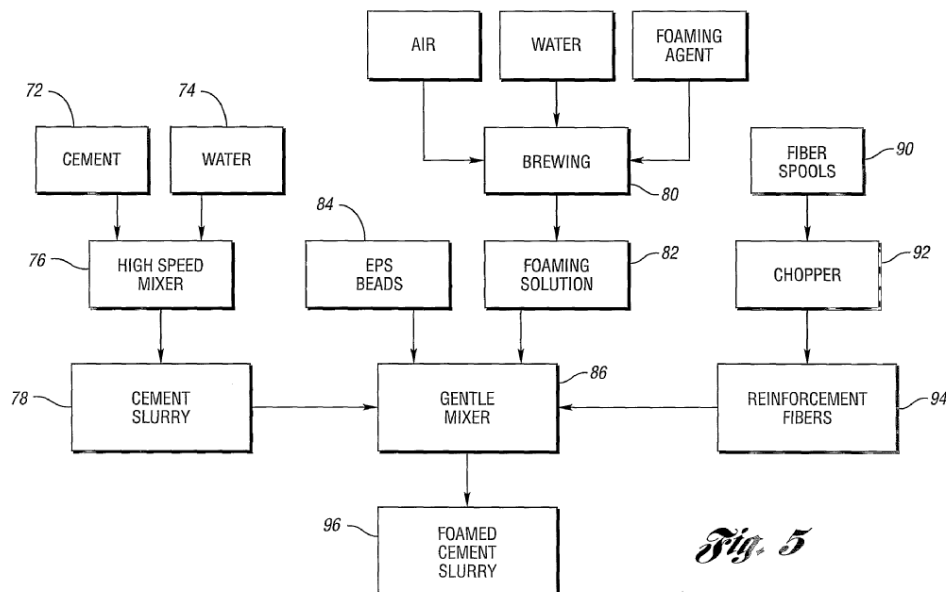 AIR
WATER
FOAMING
AGENT
72
74
CEMENT
WATER
BREWING
80
FIBER
SPOOLS
90
76
HIGH SPEED
MIXER
84
EPS
BEADS
FOAMING
SOLUTION
82
CHOPPER
92
78
CEMENT
SLURRY
GENTLE
MIXER
86
REINFORCEMENT
FIBERS
94
96
FOAMED
CEMENT
SLURRY
Fig. 5